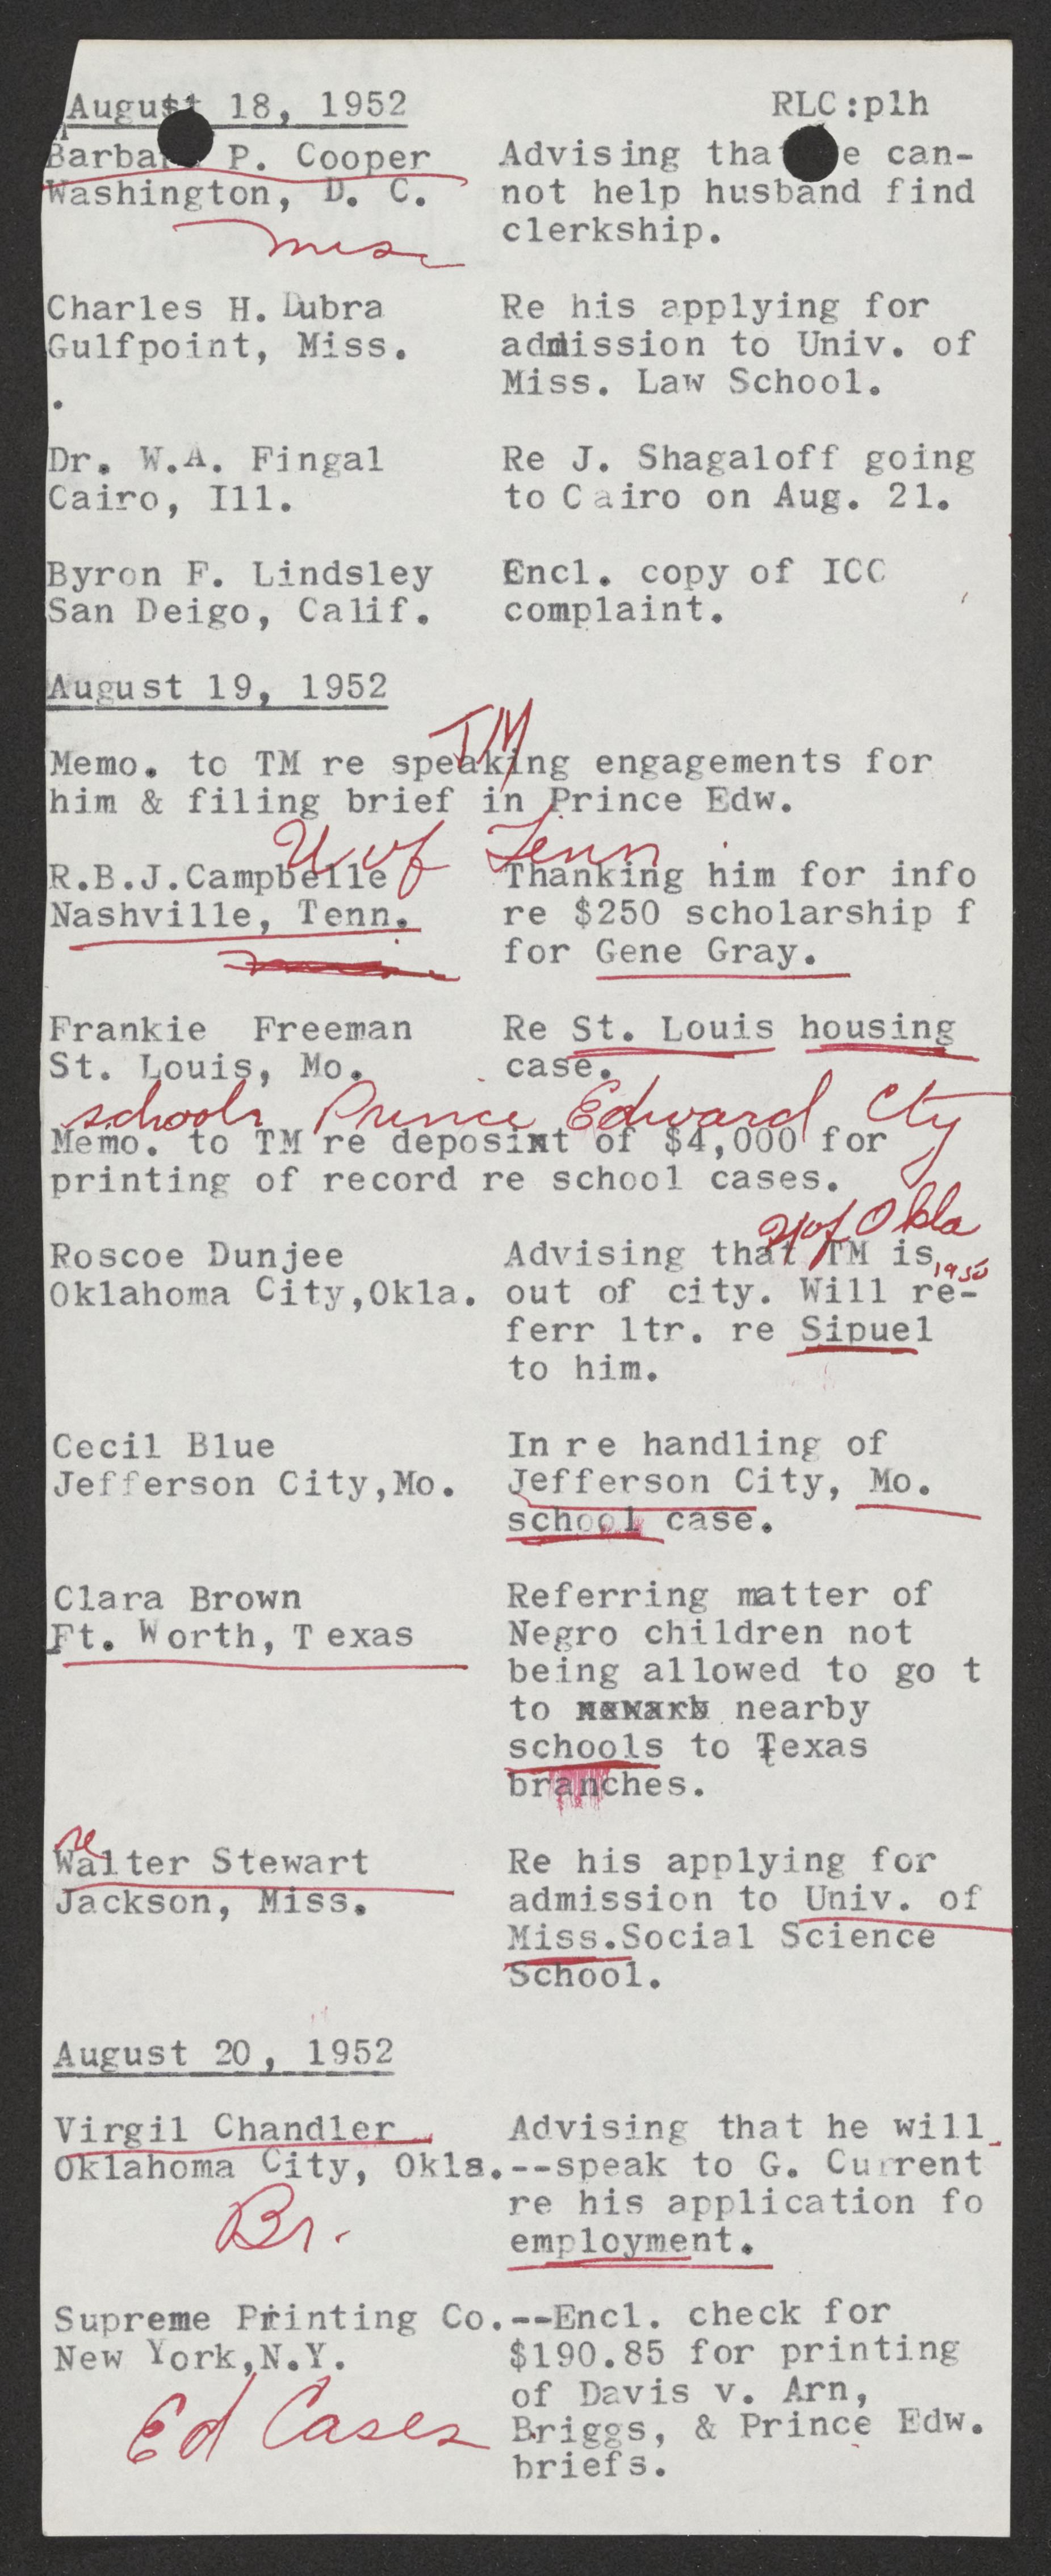 August 18, 1952 RLC:plh
Barbara P. Cooper Advising that e can-
Washington, D. C. not help husband find
misc clerkship.
Charles H. Dubra Re his applying for
Gulfpoint, Miss. admission to Univ. of
Miss. Law School.
.
Dr. W.A. Fingal Re J. Shagaloff going
Cairo, Ill. to Cairo on Aug. 21.
Byron F. Lindsley Encl. copy of ICC
San Deigo, Calif. complaint.
August 19, 1952
TM
Memo. to TM re speaking engagements for
him & filing brief in Prince Edw.
U of Tenn
R.B.J.Campbelle Thanking him for info
Nashville, Tenn. re $250 scholarship f
for Gene Gray.
Frankie Freeman Re St. Louis housing
St. Louis, Mo. case.
schools Prince Edward Cty
Memo. to TM re deposixt of $4,000 for
printing of record re school cases.
U of Okla
Roscoe Dunjee Advising that TM is
1950
Oklahoma City,Okla. out of city. Will re-
ferr ltr. re Sipuel
to him.
Cecil Blue In re handling of
Jefferson City,Mo. Jefferson City, Mo.
school case.
Clara Brown Referring matter of
Ft. Worth, Texas Negro children not
being allowed to go t
to nearby
schools to Texas
branches.
re
Walter Stewart Re his applying for
Jackson, Miss. admission to Univ. of
Miss.Social Science
School.
August 20, 1952
Virgil Chandler Advising that he will
Oklahoma City, Okla.--speak to G. Current
re his application fo
Br. employment.
Supreme Printing Co.--Encl. check for
New York,N.Y. $190.85 for printing
of Davis v. Arn,
Ed Cases Briggs, & Prince Edw.
briefs.